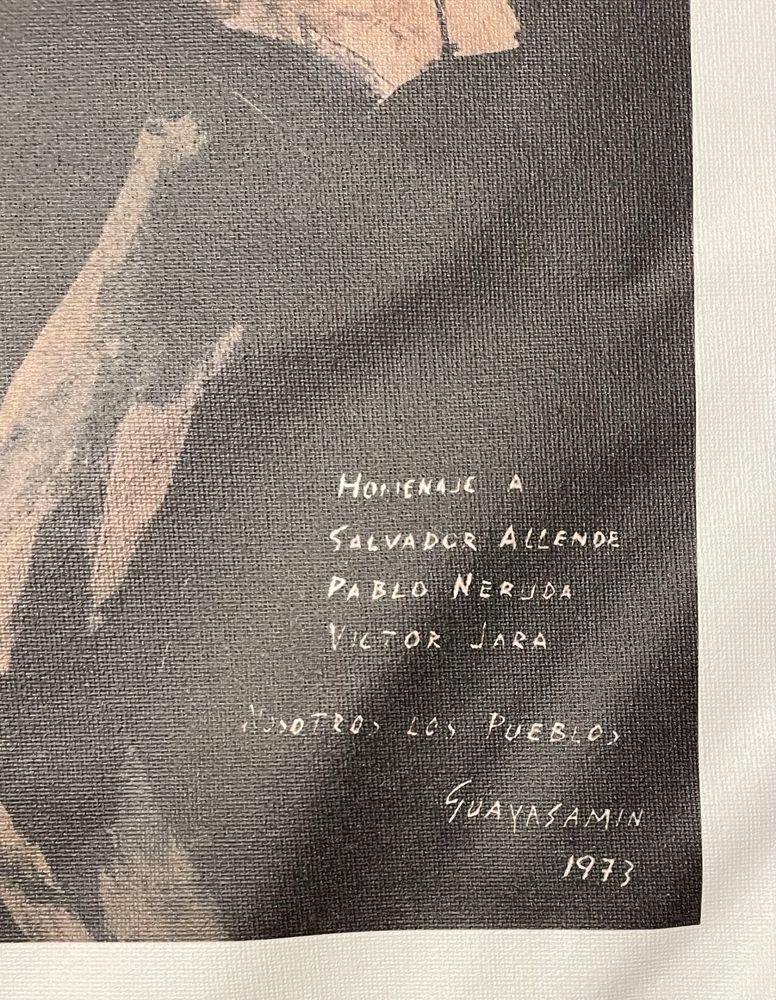 HOMENAJE A
SALVADOR ALLENDE
PABLO NERUDA
VICTOR JARA
NOSOTROS LOS PUEBLOS
GUAYASAMIN
1973